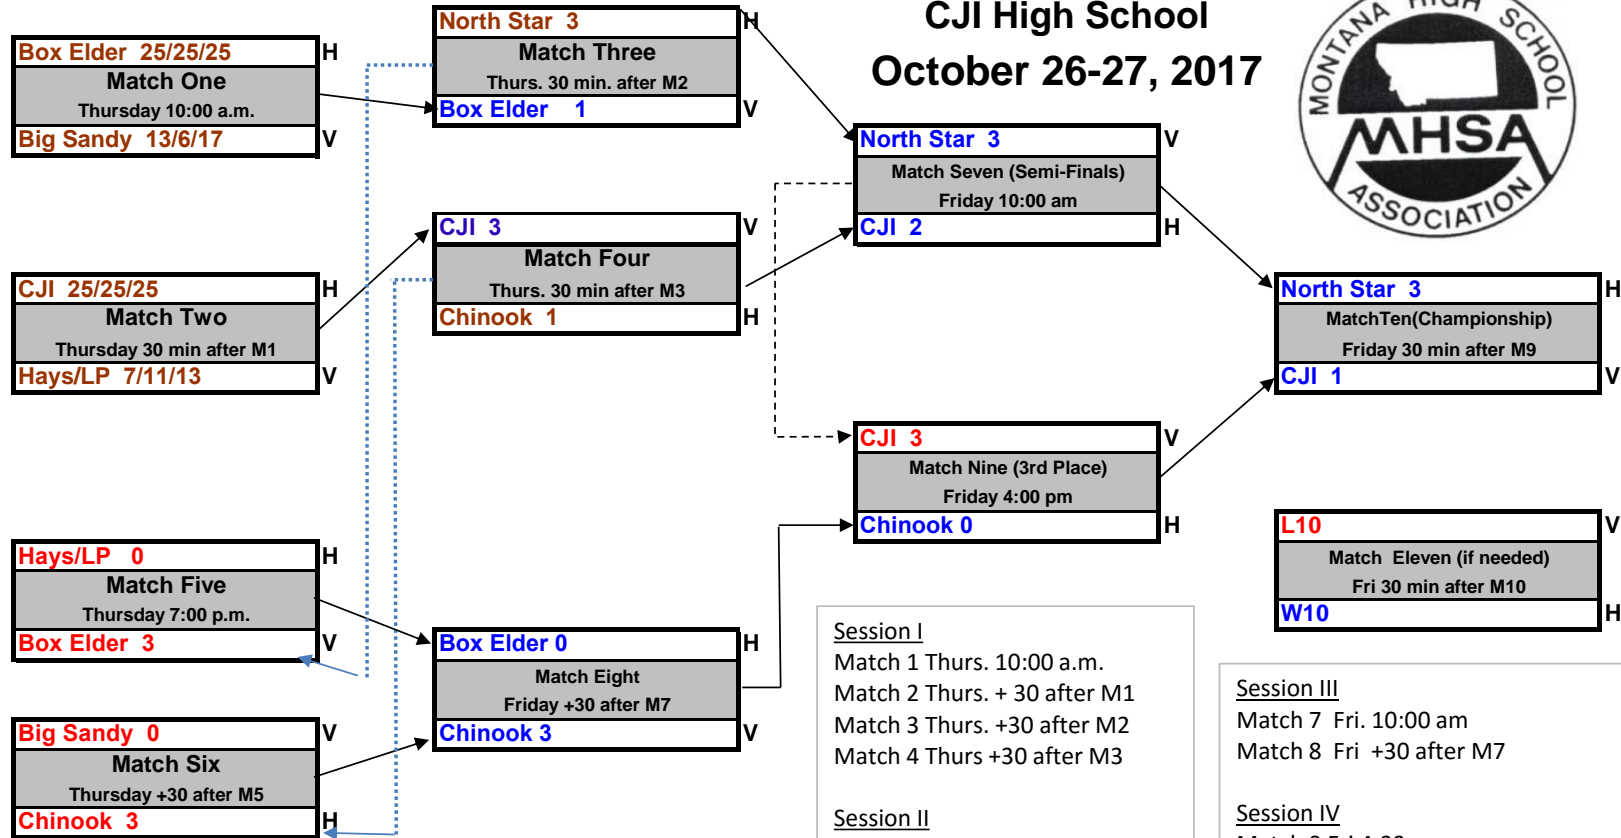 CJI High School
October 26-27, 2017
MONTANA HIGH SCHOOL
MHSA
ASSOCIATION
Box Elder 25/25/25 H
Match One
Thursday 10:00 a.m.
Big Sandy 13/6/17 V
CJI 25/25/25 H
Match Two
Thursday 30 min after M1
Hays/LP 7/11/13 V
Hays/LP 0 H
Match Five
Thursday 7:00 p.m.
Box Elder 3 V
Big Sandy 0 V
Match Six
Thursday +30 after M5
Chinook 3 H
North Star 3 H
Match Three
Thurs. 30 min. after M2
Box Elder 1 V
CJI 3 V
Match Four
Thurs. 30 min after M3
Chinook 1 H
Box Elder 0 H
Match Eight
Friday +30 after M7
Chinook 3 V
North Star 3 V
Match Seven (Semi-Finals)
Friday 10:00 am
CJI 2 H
CJI 3 V
Match Nine (3rd Place)
Friday 4:00 pm
Chinook 0 H
North Star 3 H
MatchTen(Championship)
Friday 30 min after M9
CJI 1 V
L10 V
Match Eleven (if needed)
Fri 30 min after M10
W10 H
Session I
Match 1 Thurs. 10:00 a.m.
Match 2 Thurs. + 30 after M1
Match 3 Thurs. +30 after M2
Match 4 Thurs +30 after M3
Session II
Session III
Match 7 Fri. 10:00 am
Match 8 Fri +30 after M7
Session IV